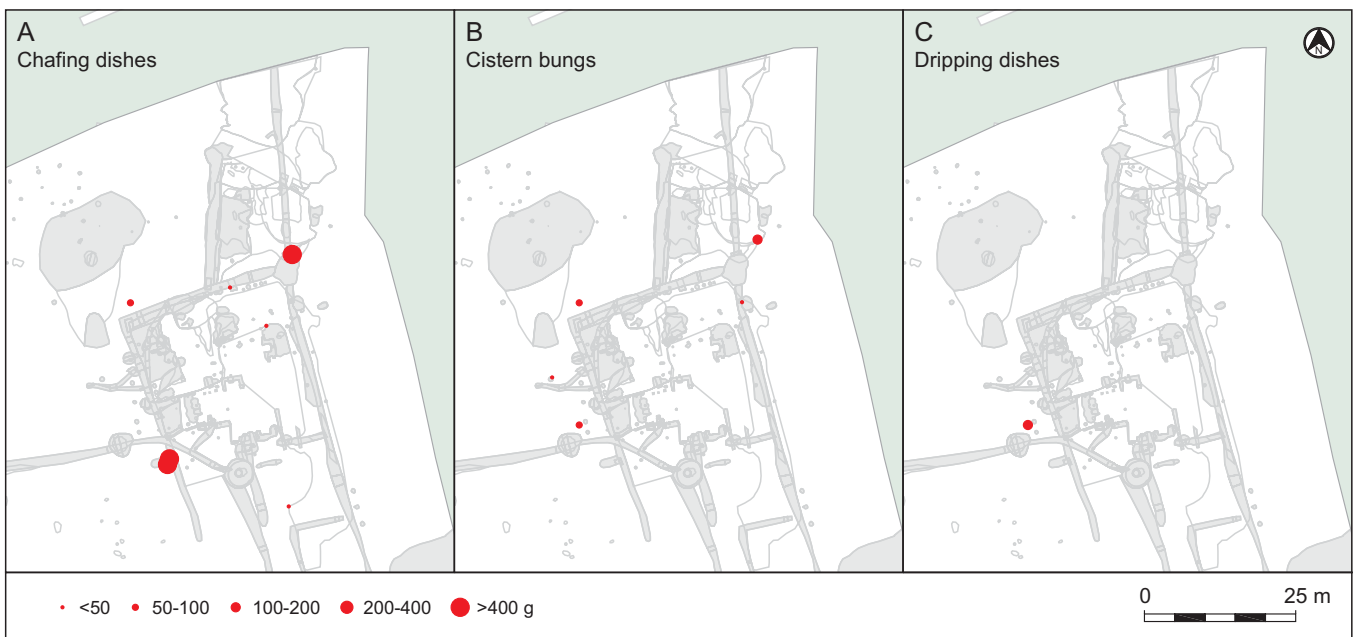 A
Chafing dishes
B
Cistern bungs
C
Dripping dishes
N
<50 50-100 100-200 200-400 >400 g
0 25 m